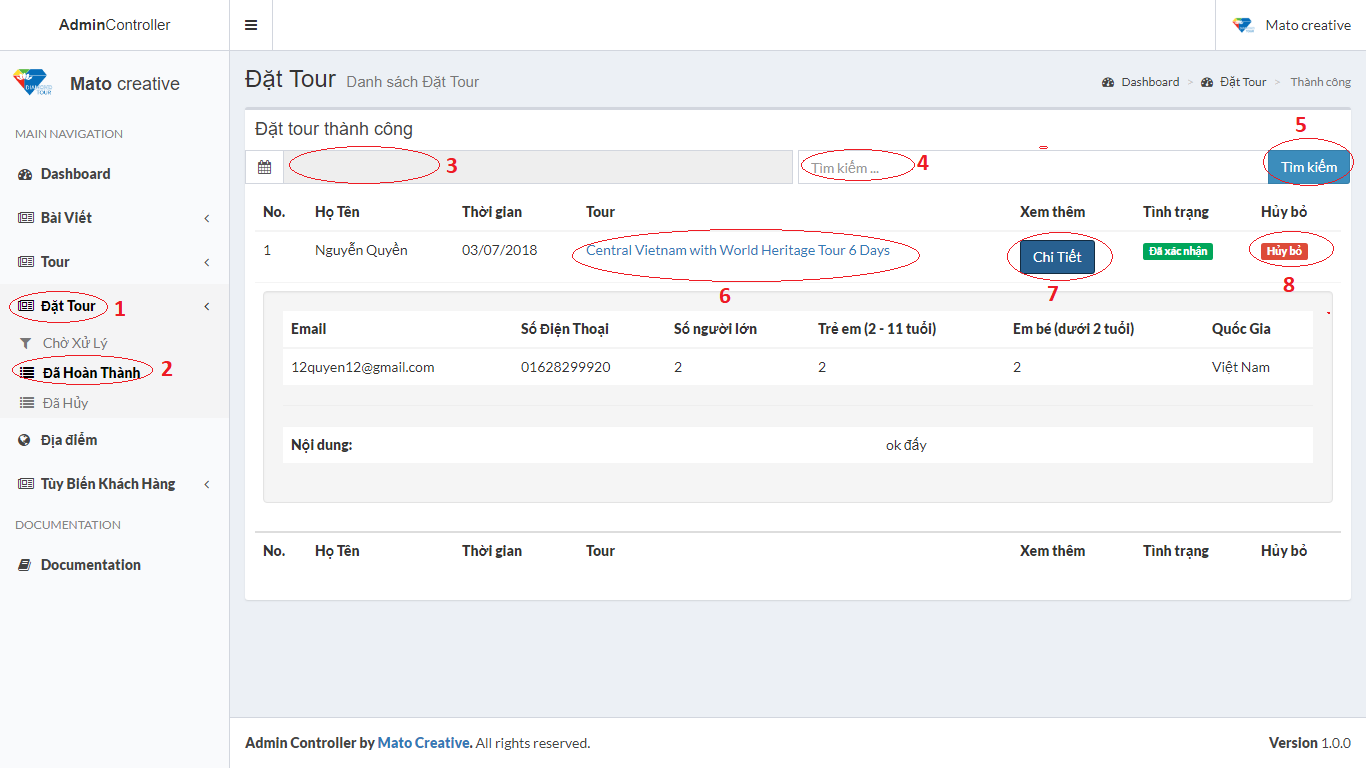 AdminController
Mato creative
DIAMOND TOUR
Mato creative
MAIN NAVIGATION
Dashboard
Bài Viết
Tour
Đặt Tour 1
Chờ Xử Lý
Đã Hoàn Thành 2
Đã Hủy
Địa điểm
Tùy Biến Khách Hàng
DOCUMENTATION
Documentation
Đặt Tour Danh sách Đặt Tour
Dashboard > Đặt Tour > Thành công
Đặt tour thành công
5
3 Tìm kiếm ... 4 Tìm kiếm
No. Họ Tên Thời gian Tour Xem thêm Tình trạng Hủy bỏ
1 Nguyễn Quyền 03/07/2018 Central Vietnam with World Heritage Tour 6 Days Chi Tiết Đã xác nhận Hủy bỏ
6 7 8
Email Số Điện Thoại Số người lớn Trẻ em (2 - 11 tuổi) Em bé (dưới 2 tuổi) Quốc Gia
12quyen12@gmail.com 01628299920 2 2 2 Việt Nam
Nội dung: ok đấy
No. Họ Tên Thời gian Tour Xem thêm Tình trạng Hủy bỏ
Admin Controller by Mato Creative. All rights reserved.
Version 1.0.0